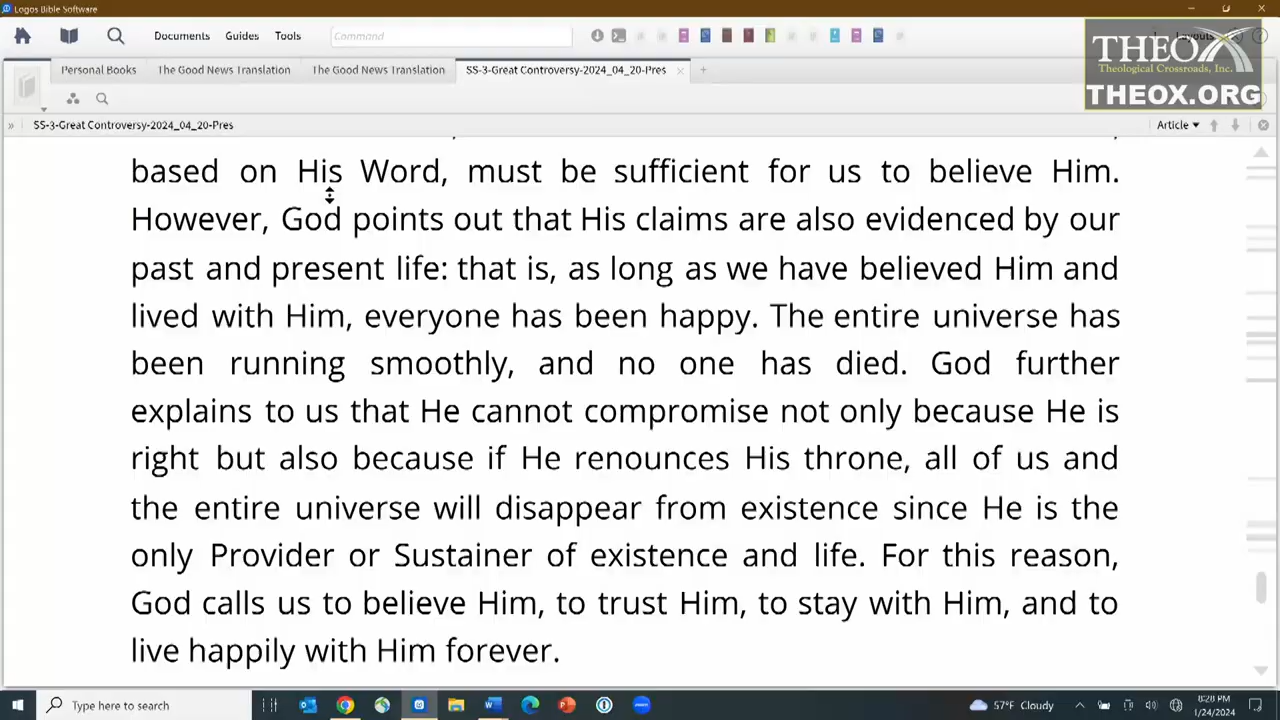 Logos Bible Software
Documents Guides Tools Command Layouts
THEOX
Theological Crossroads, Inc.
THEOX.ORG
Personal Books The Good News Translation The Good News Translation SS-3-Great Controversy-2024_04_20-Pres
SS-3-Great Controversy-2024_04_20-Pres Article
based on His Word, must be sufficient for us to believe Him.
However, God points out that His claims are also evidenced by our
past and present life: that is, as long as we have believed Him and
lived with Him, everyone has been happy. The entire universe has
been running smoothly, and no one has died. God further
explains to us that He cannot compromise not only because He is
right but also because if He renounces His throne, all of us and
the entire universe will disappear from existence since He is the
only Provider or Sustainer of existence and life. For this reason,
God calls us to believe Him, to trust Him, to stay with Him, and to
live happily with Him forever.
Type here to search 57°F Cloudy 8:28 PM
1/24/2024